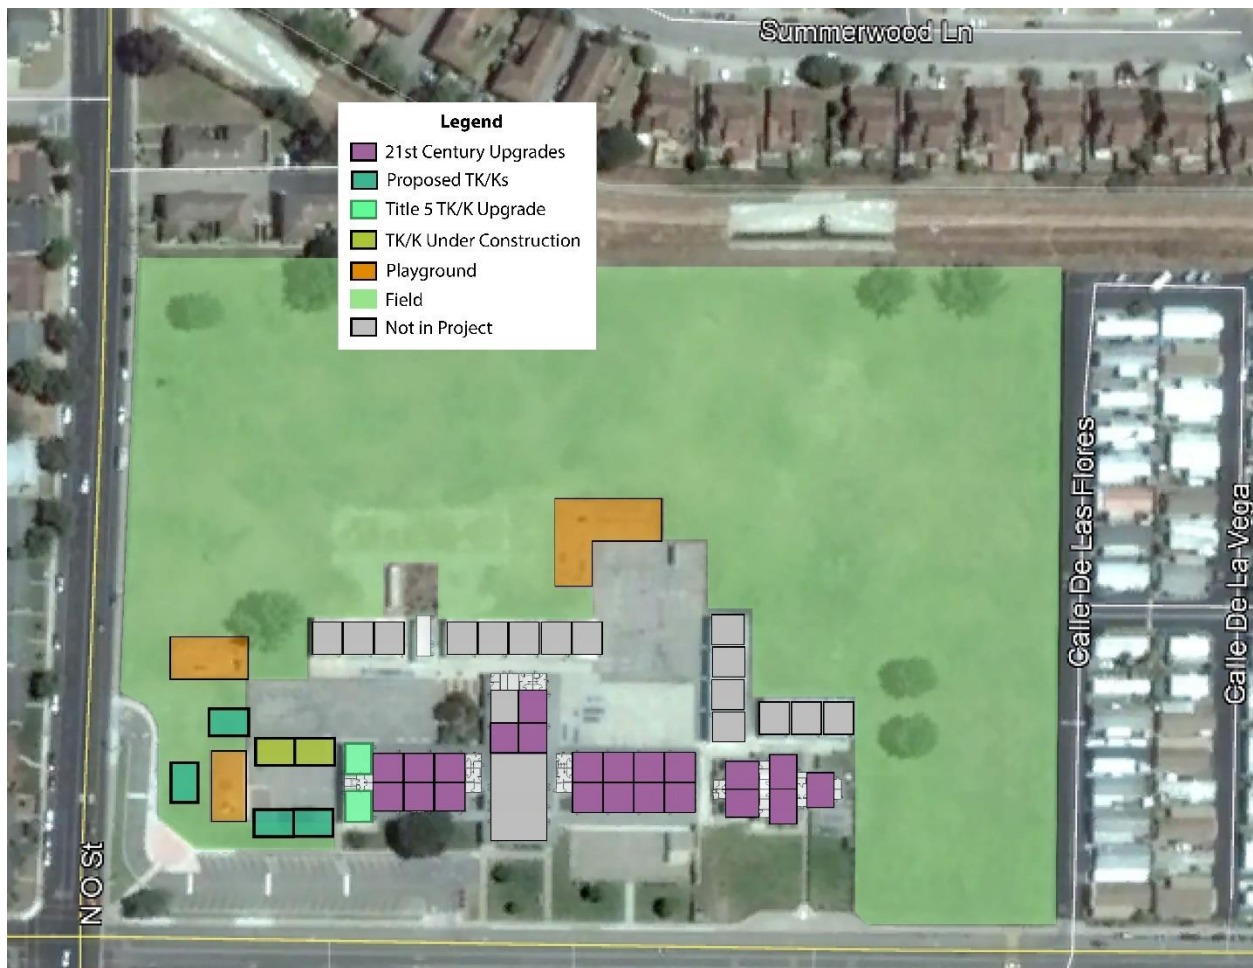 Summerwood Ln
Legend
21st Century Upgrades
Proposed TK/Ks
Title 5 TK/K Upgrade
TK/K Under Construction
Playground
Field
Not in Project
Calle De Las Flores
Calle De La Vega
N O St